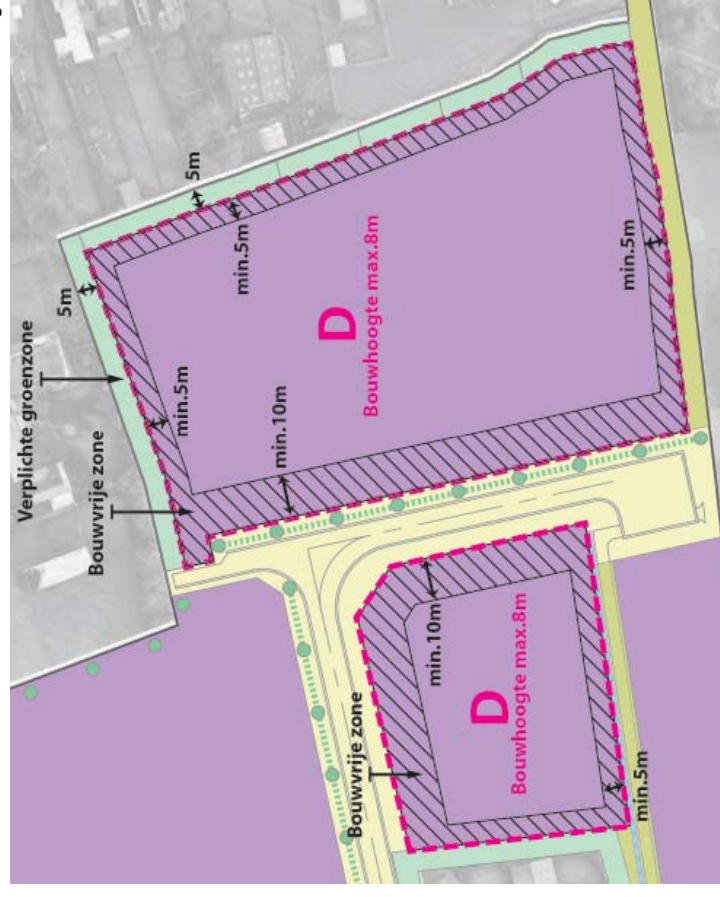 Verplichte groenzone
Bouwvrije zone
5m
5m
min.5m
min.5m
min.10m
min.5m
D
Bouwhoogte max.8m
Bouwvrije zone
min.10m
D
Bouwhoogte max.8m
min.5m